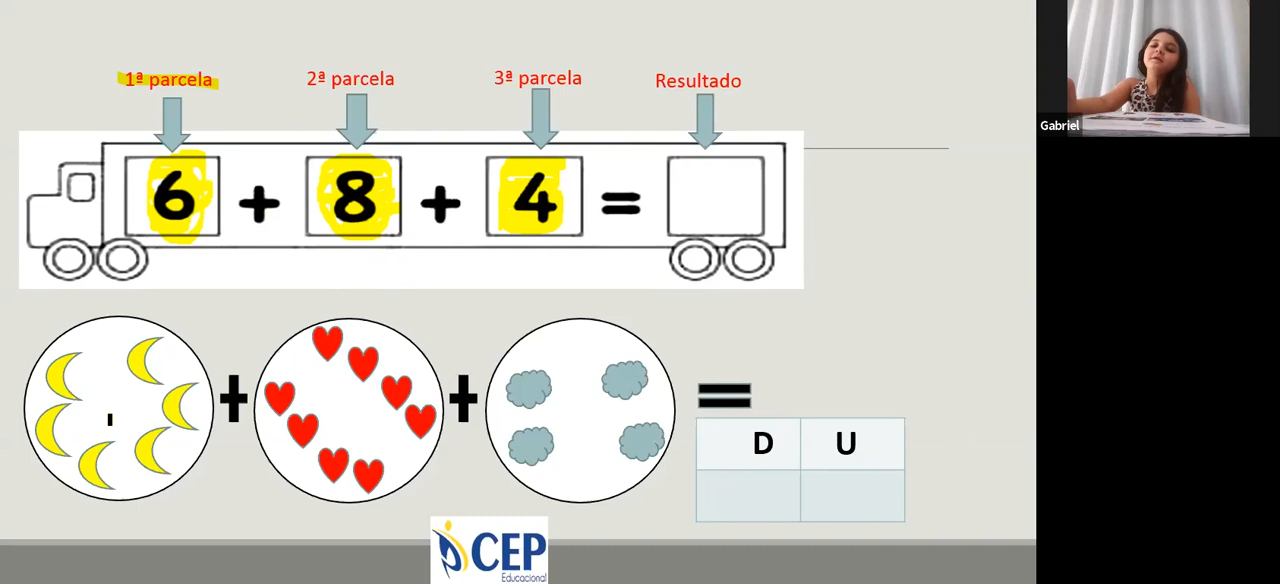 1ª parcela 2ª parcela 3ª parcela Resultado
6 + 8 + 4 =
+ + =
D U
CEP
Educacional
Gabriel